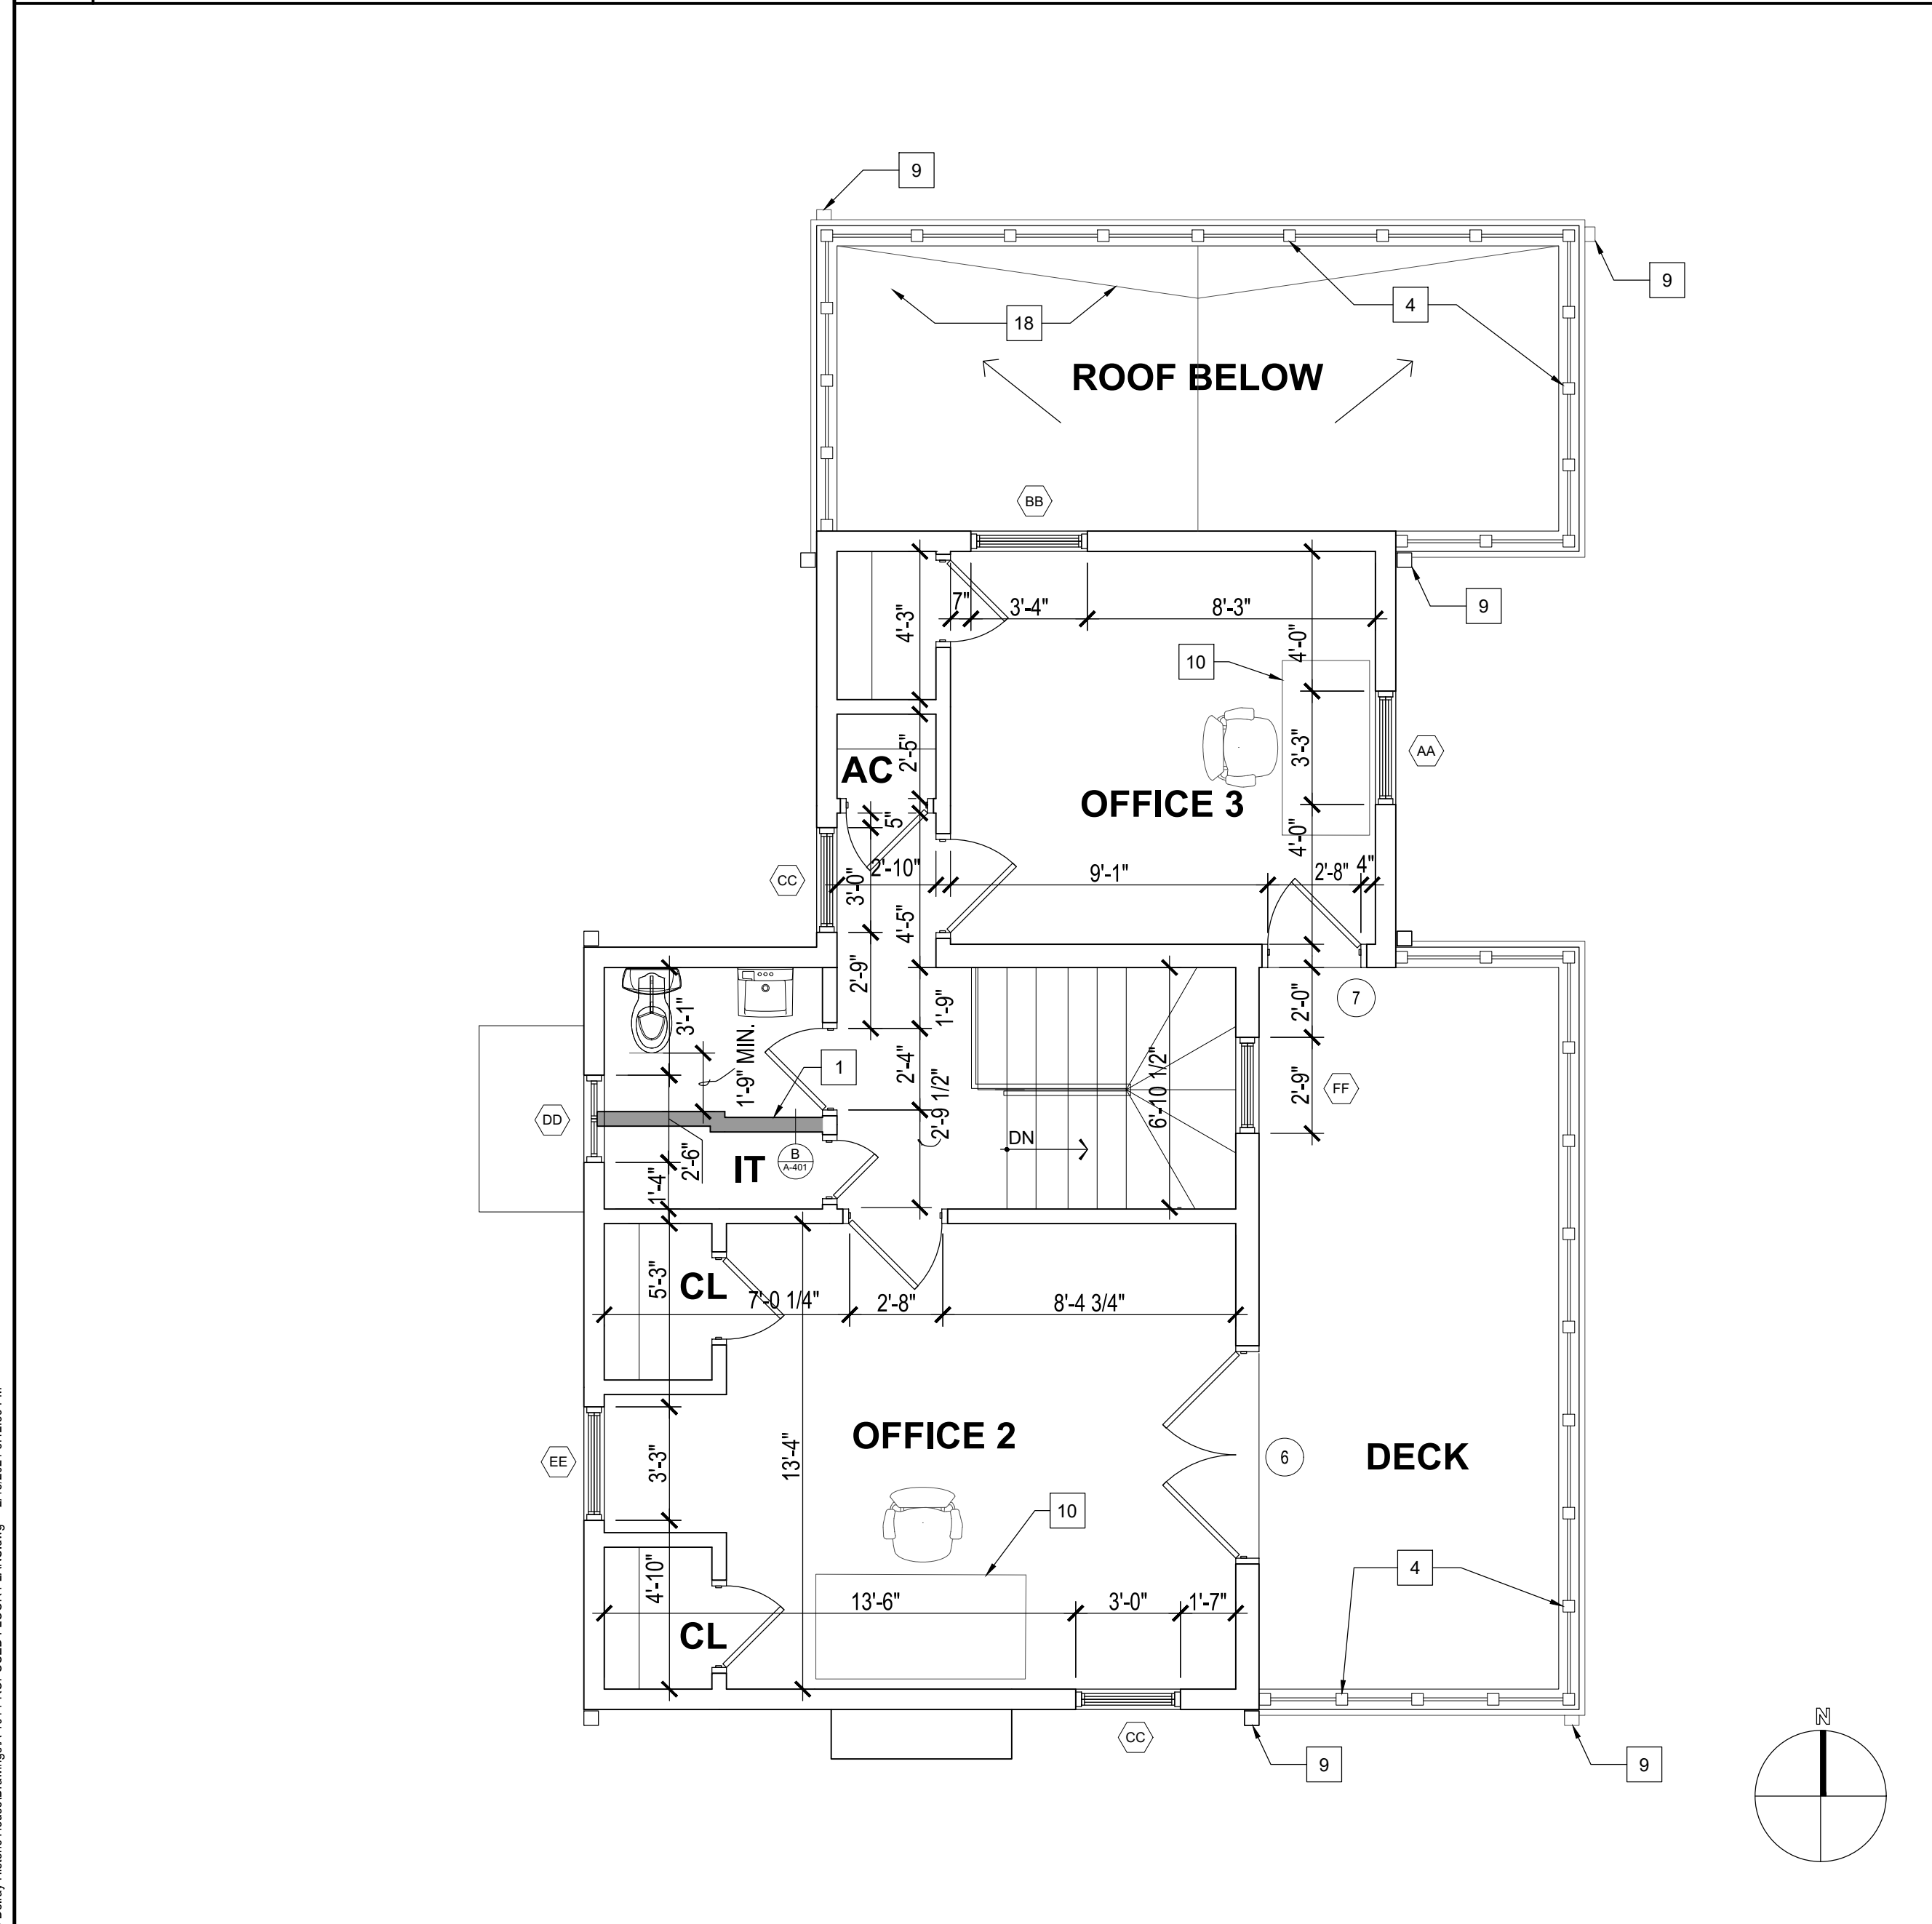 9
9
4
18
ROOF BELOW
BB
9
7"
3'-4"
8'-3"
4'-3"
4'-0"
10
2'-5"
3'-3"
AA
AC
OFFICE 3
5"
4'-0"
CC
3'-0"
2'-10"
9'-1"
2'-8"
4"
4'-5"
2'-9"
1'-9"
2'-0"
7
3'-1"
1'-9" MIN.
1
2'-4"
6'-10 1/2"
2'-9"
FF
DD
2'-9 1/2"
DN
2'-6"
IT
B
A-401
1'-4"
5'-3"
CL
7'-0 1/4"
2'-8"
8'-4 3/4"
OFFICE 2
13'-4"
EE
3'-3"
6
DECK
10
4
4'-10"
13'-6"
3'-0"
1'-7"
CL
CC
9
9
N